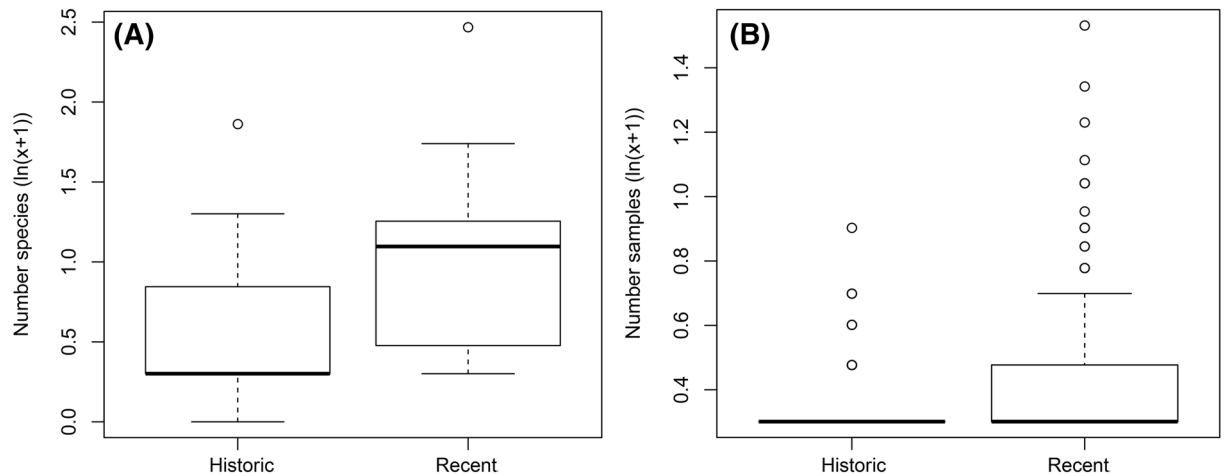 (A)
Number species (ln(x+1))
2.5
2.0
1.5
1.0
0.5
0.0
Historic
Recent
(B)
Number samples (ln(x+1))
1.4
1.2
1.0
0.8
0.6
0.4
Historic
Recent